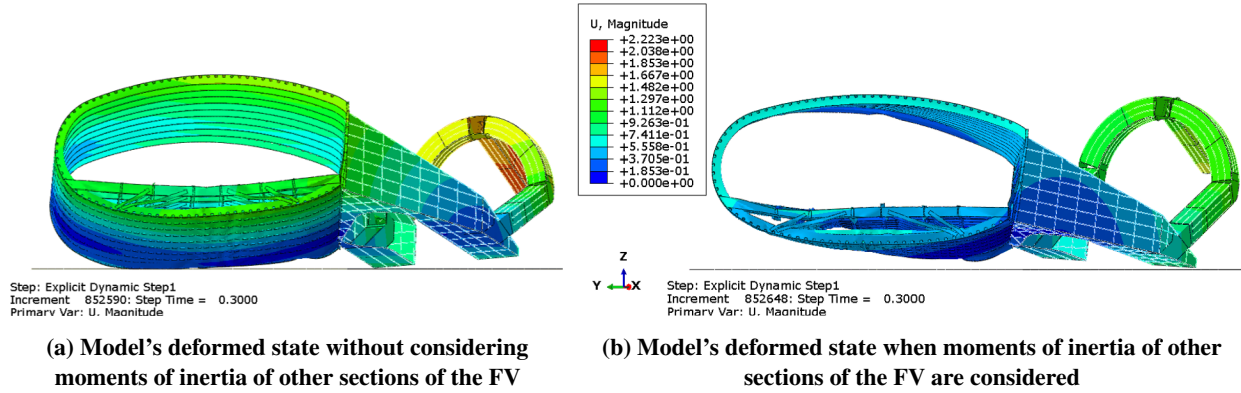 U, Magnitude
+2.223e+00
+2.038e+00
+1.853e+00
+1.667e+00
+1.482e+00
+1.297e+00
+1.112e+00
+9.263e-01
+7.411e-01
+5.558e-01
+3.705e-01
+1.853e-01
+0.000e+00
Z
Y X
Step: Explicit Dynamic Step1
Increment 852590: Step Time = 0.3000
Primary Var: U, Magnitude
Step: Explicit Dynamic Step1
Increment 852648: Step Time = 0.3000
Primary Var: U, Magnitude
(a) Model's deformed state without considering
moments of inertia of other sections of the FV
(b) Model's deformed state when moments of inertia of other
sections of the FV are considered